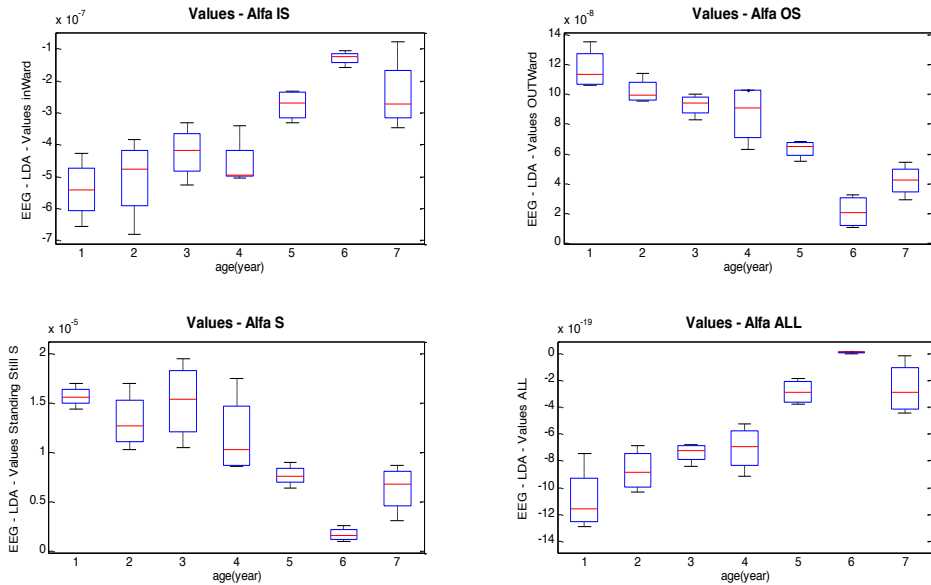 Values - Alfa IS
x 10^-7
EEG - LDA - Values inWard
-1
-2
-3
-4
-5
-6
-7
1 2 3 4 5 6 7
age(year)
Values - Alfa OS
x 10^-8
EEG - LDA - Values OUTWard
14
12
10
8
6
4
2
0
1 2 3 4 5 6 7
age(year)
Values - Alfa S
x 10^-5
EEG - LDA - Values Standing Still S
2
1.5
1
0.5
0
1 2 3 4 5 6 7
age(year)
Values - Alfa ALL
x 10^-19
EEG - LDA - Values ALL
0
-2
-4
-6
-8
-10
-12
-14
1 2 3 4 5 6 7
age(year)